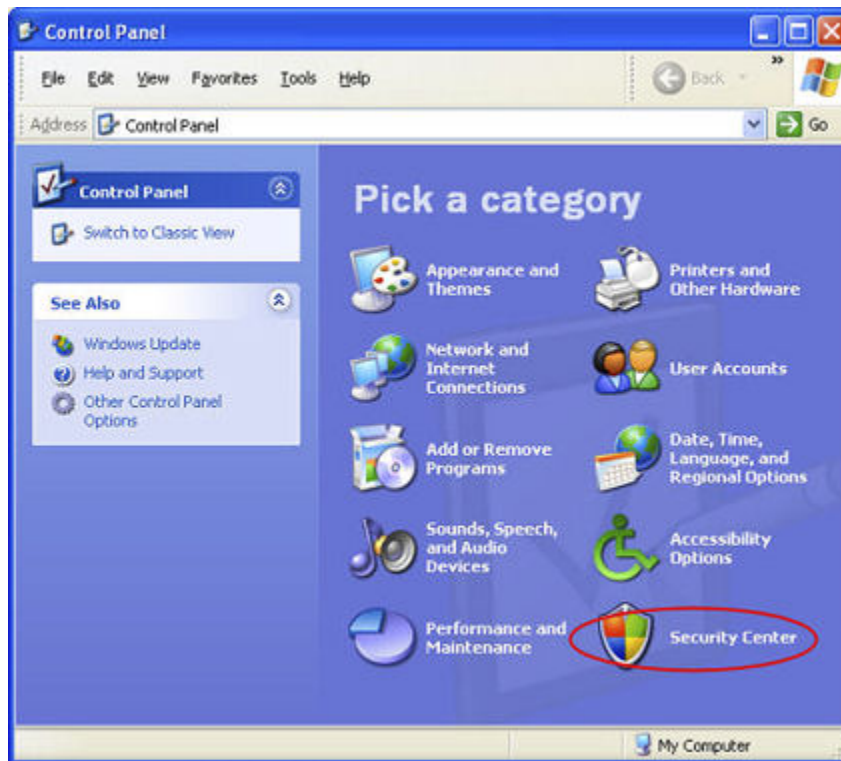 Control Panel
File Edit View Favorites Tools Help
Back
Address Control Panel
Go
Control Panel
Switch to Classic View
See Also
Windows Update
Help and Support
Other Control Panel
Options
Pick a category
Appearance and
Themes
Printers and
Other Hardware
Network and
Internet
Connections
User Accounts
Add or Remove
Programs
Date, Time,
Language, and
Regional Options
Sounds, Speech,
and Audio
Devices
Accessibility
Options
Performance and
Maintenance
Security Center
My Computer